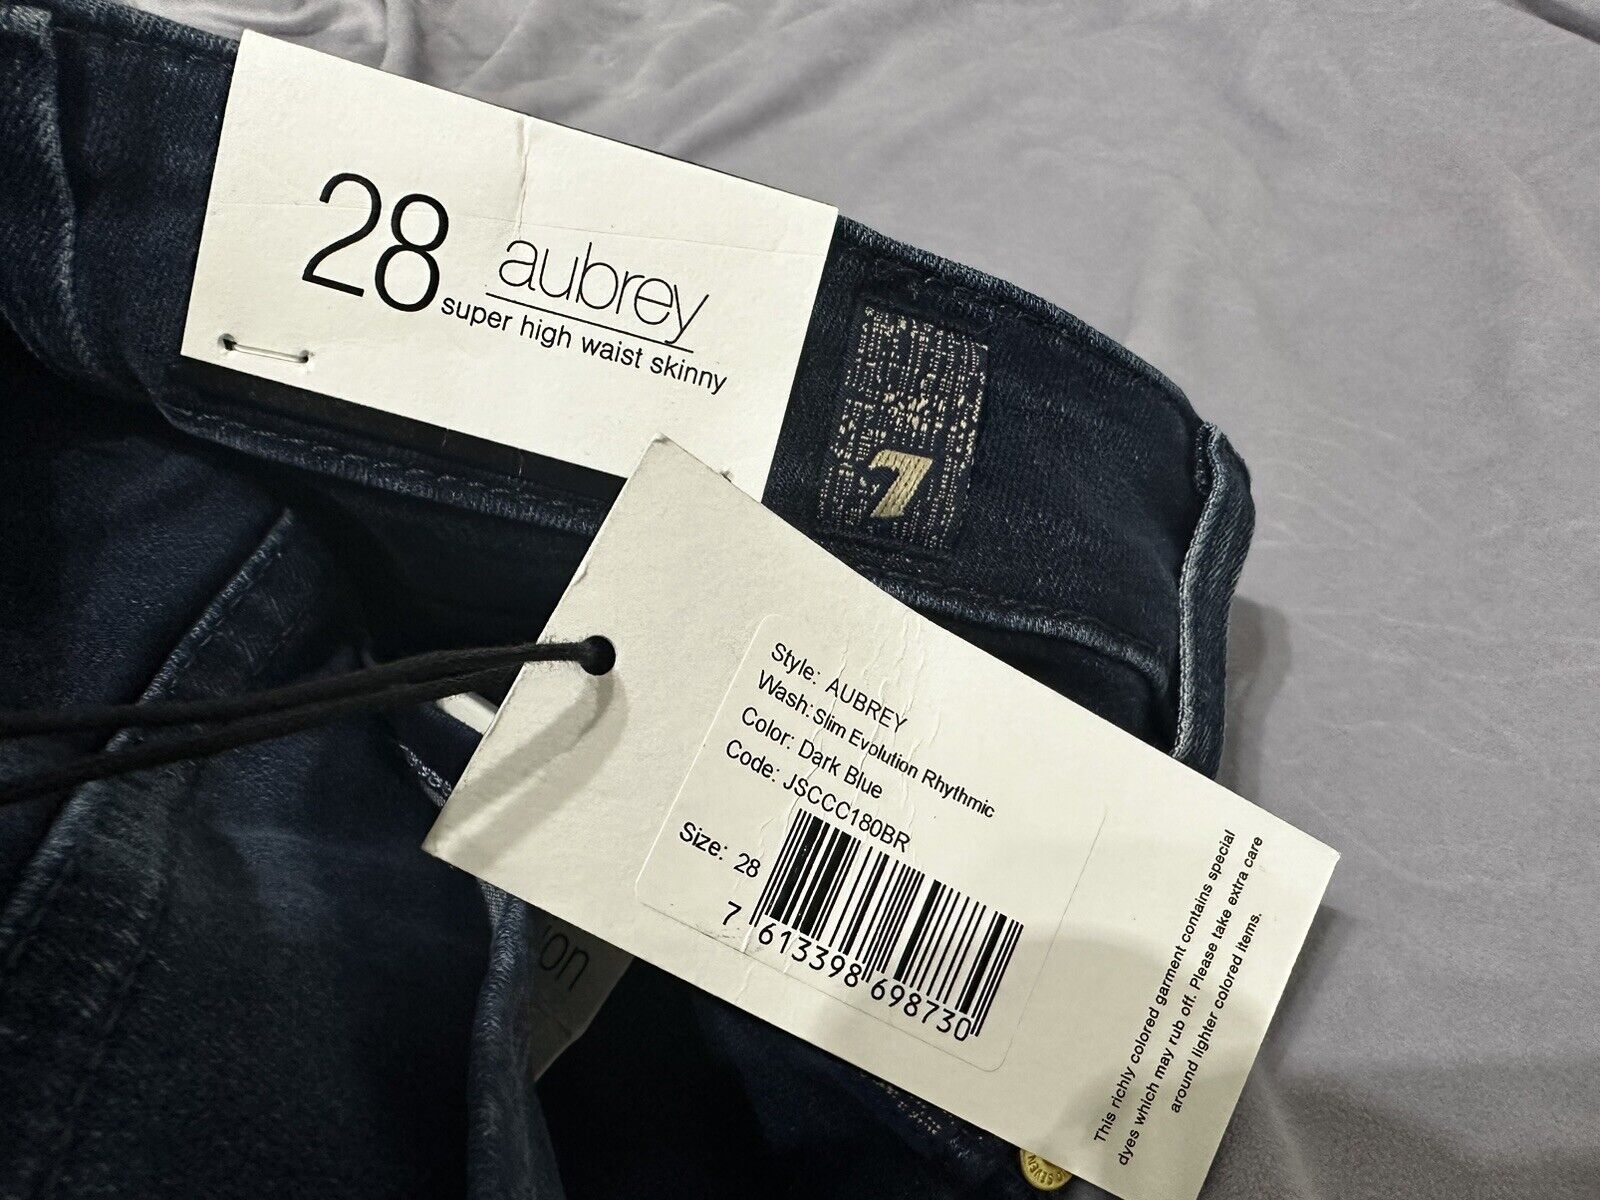 28
aubrey
super high waist skinny
7
Style: AUBREY
Wash: Slim Evolution Rhythmic
Color: Dark Blue
Code: JSCCC180BR
Size: 28
7 613398 698730
This richly colored garment contains special
dyes which may rub off. Please take extra care
around lighter colored items.
SEVEN